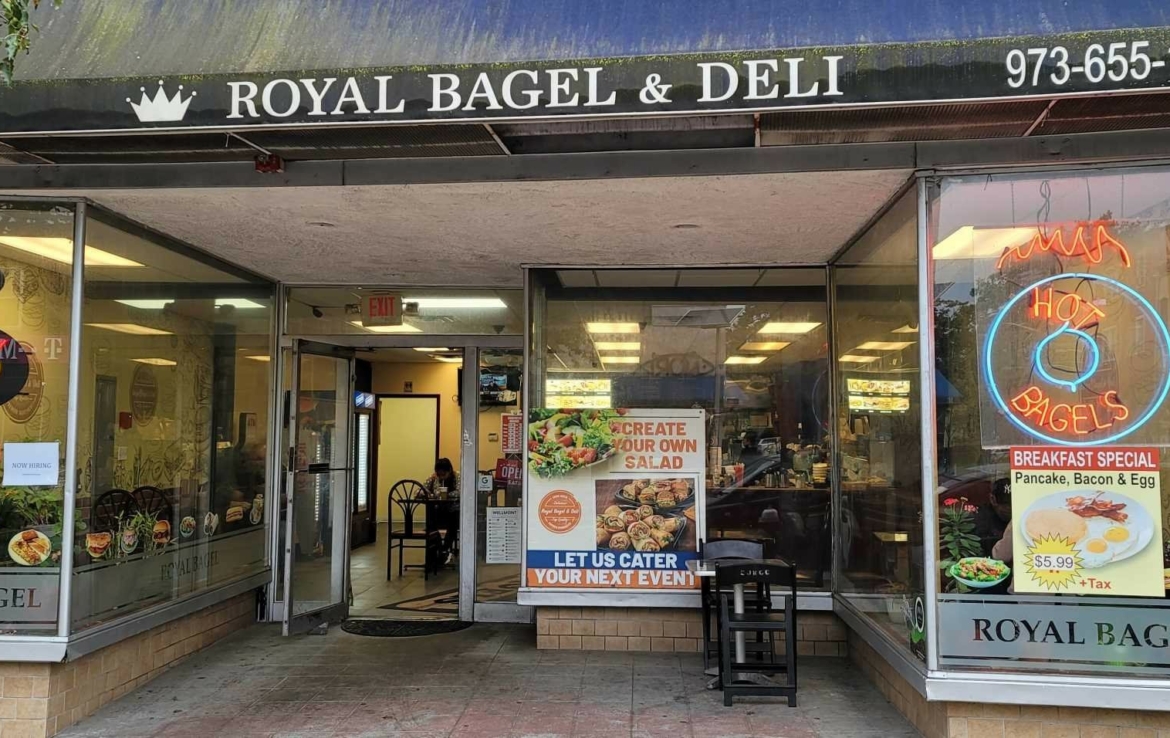 ROYAL BAGEL & DELI
973-655-
EXIT
T
NOW HIRING
OPEN
CREATE
YOUR OWN
SALAD
Royal Bagel & Deli
LET US CATER
YOUR NEXT EVENT
HOT
BAGELS
BREAKFAST SPECIAL
Pancake, Bacon & Egg
$5.99
+Tax
GEL
ROYAL BAGEL
ROYAL BAG